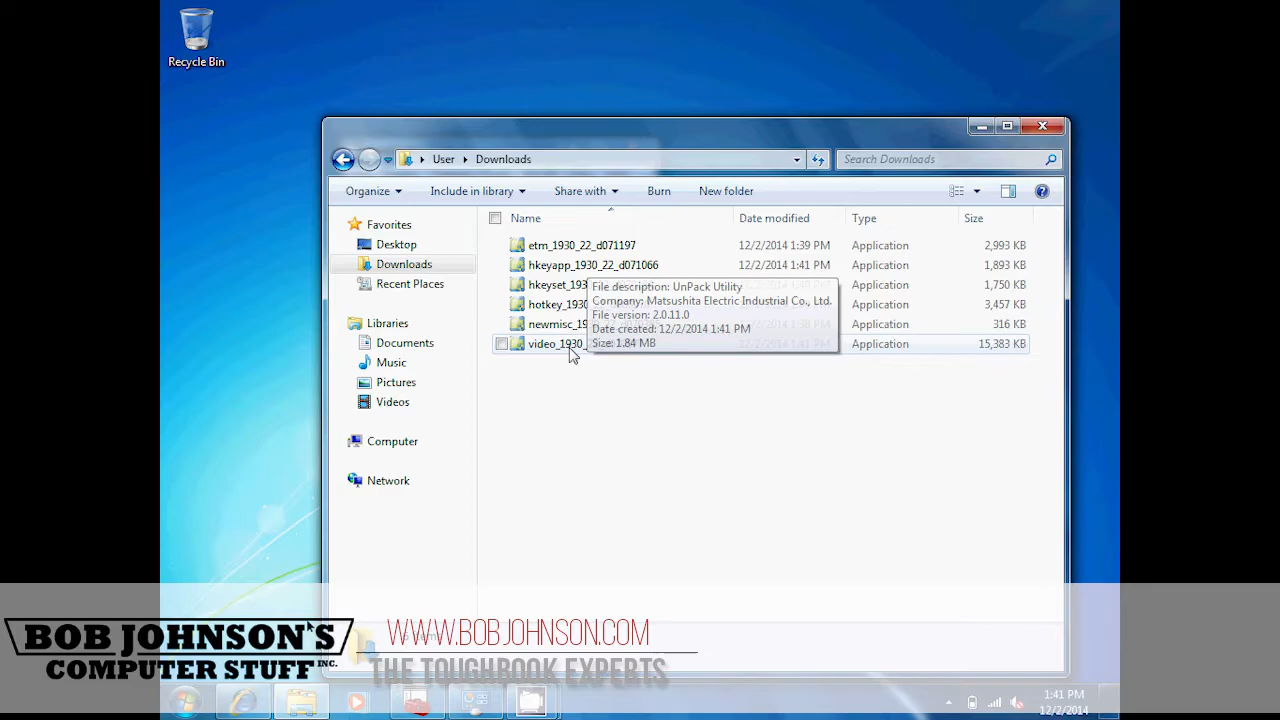 Recycle Bin
User Downloads
Search Downloads
Organize Include in library Share with Burn New folder
Name Date modified Type Size
Favorites
Desktop
Downloads
Recent Places
Libraries
Documents
Music
Pictures
Videos
Computer
Network
etm_1930_22_d071197 12/2/2014 1:39 PM Application 2,993 KB
hkeyapp_1930_22_d071066 12/2/2014 1:41 PM Application 1,893 KB
hkeyset_193 Application 1,750 KB
hotkey_1930 Application 3,457 KB
newmisc_19 Application 316 KB
video_1930_ Application 15,383 KB
File description: UnPack Utility
Company: Matsushita Electric Industrial Co., Ltd.
File version: 2.0.11.0
Date created: 12/2/2014 1:41 PM
Size: 1.84 MB
BOB JOHNSON'S
COMPUTER STUFF INC.
WWW.BOBJOHNSON.COM
THE TOUGHBOOK EXPERTS
1:41 PM
12/2/2014